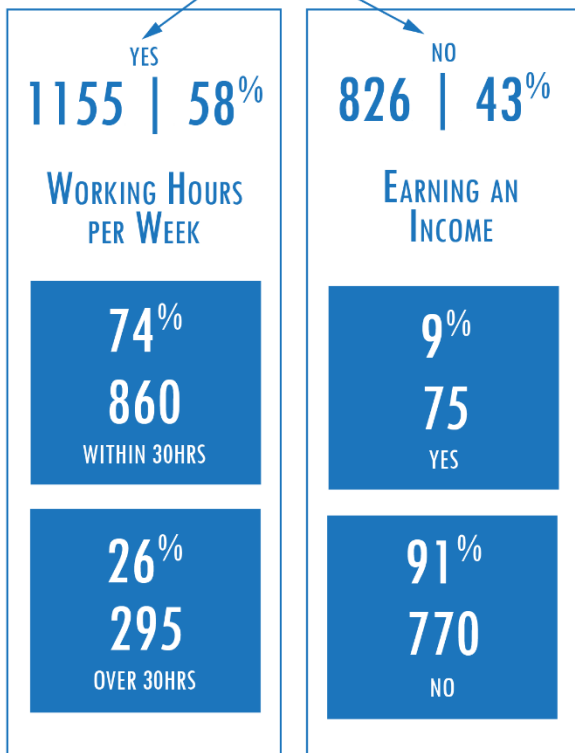 YES
1155 | 58%
WORKING HOURS
PER WEEK
74%
860
WITHIN 30HRS
26%
295
OVER 30HRS
NO
826 | 43%
EARNING AN
INCOME
9%
75
YES
91%
770
NO